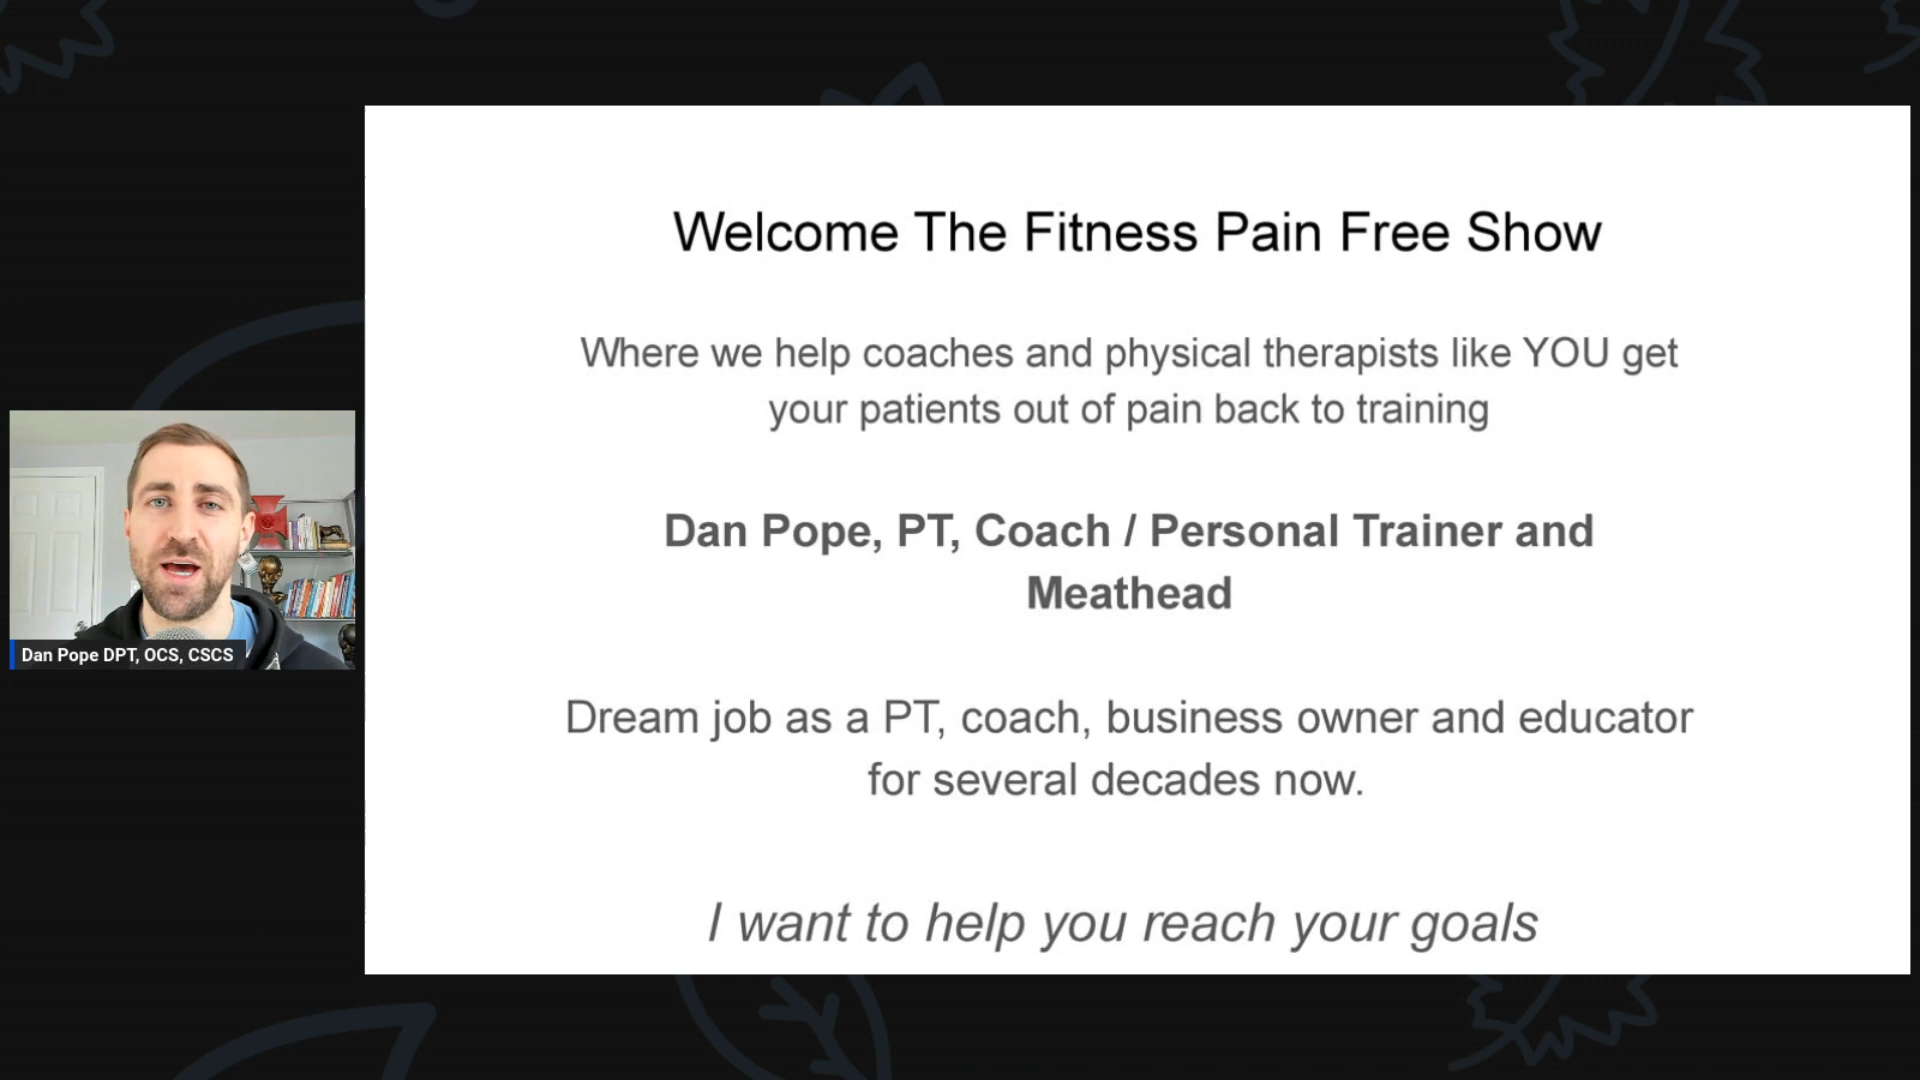 Welcome The Fitness Pain Free Show
Where we help coaches and physical therapists like YOU get
your patients out of pain back to training
Dan Pope, PT, Coach / Personal Trainer and
Meathead
Dream job as a PT, coach, business owner and educator
for several decades now.
I want to help you reach your goals
Dan Pope DPT, OCS, CSCS